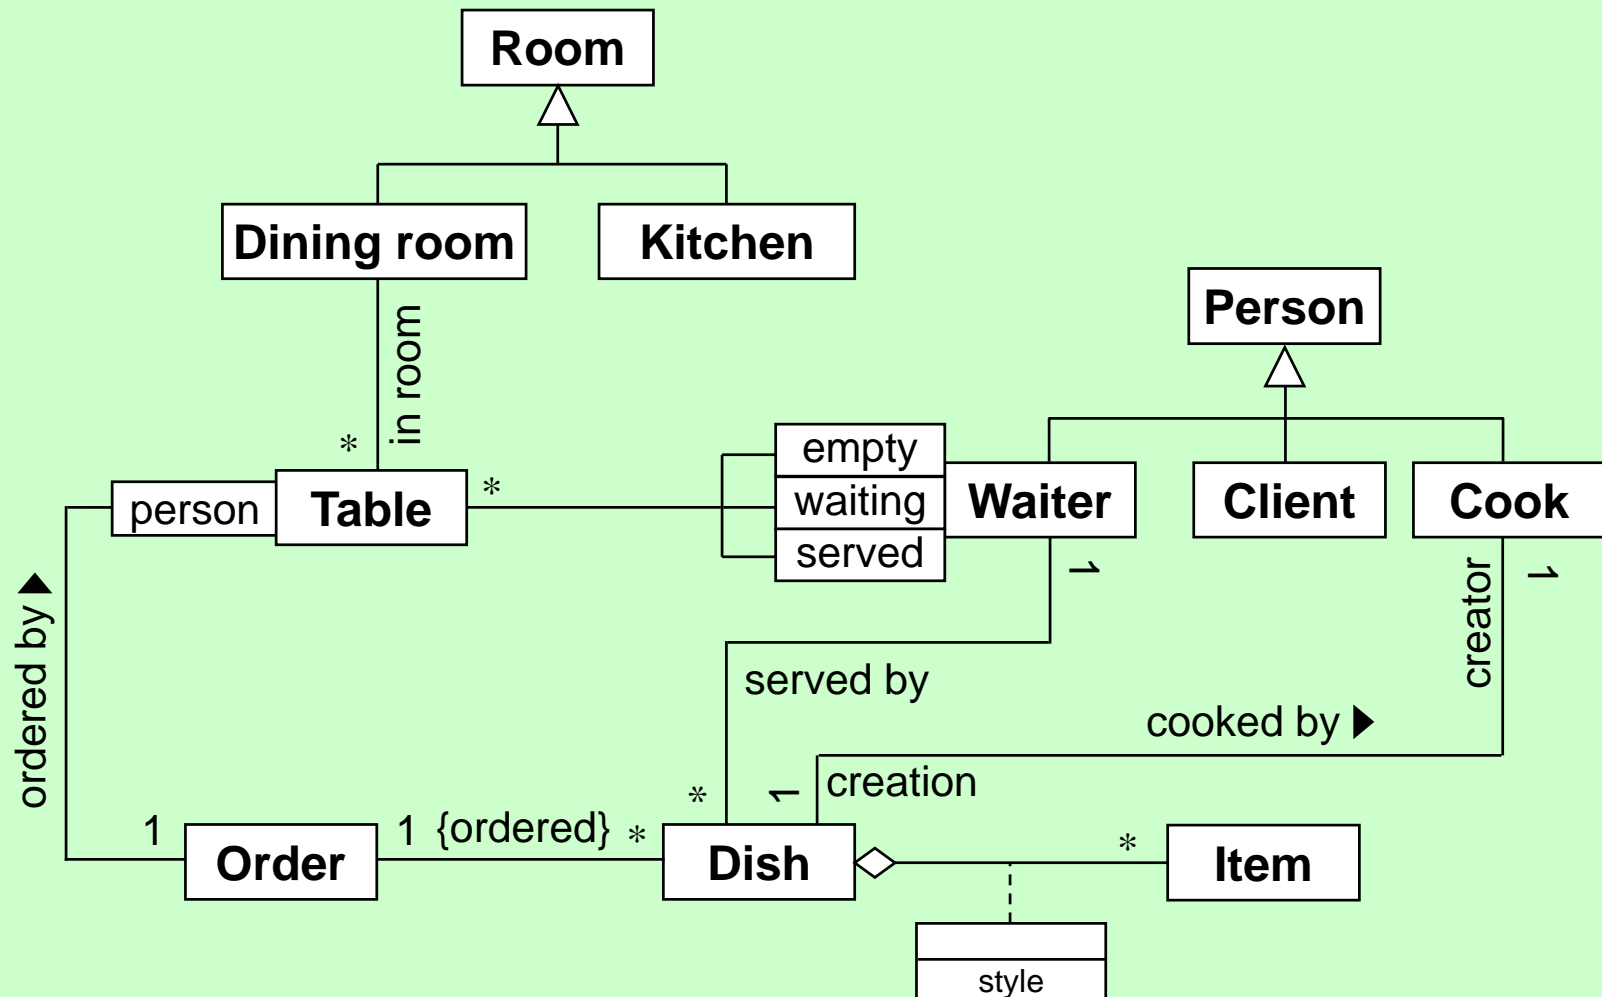 Room
Dining room
Kitchen
Person
in room
*
empty
waiting
served
person
Table
*
Waiter
Client
Cook
1
creator
1
ordered by ▶
served by
cooked by ▶
creation
*
1
1
Order
1 {ordered} *
Dish
*
Item
style